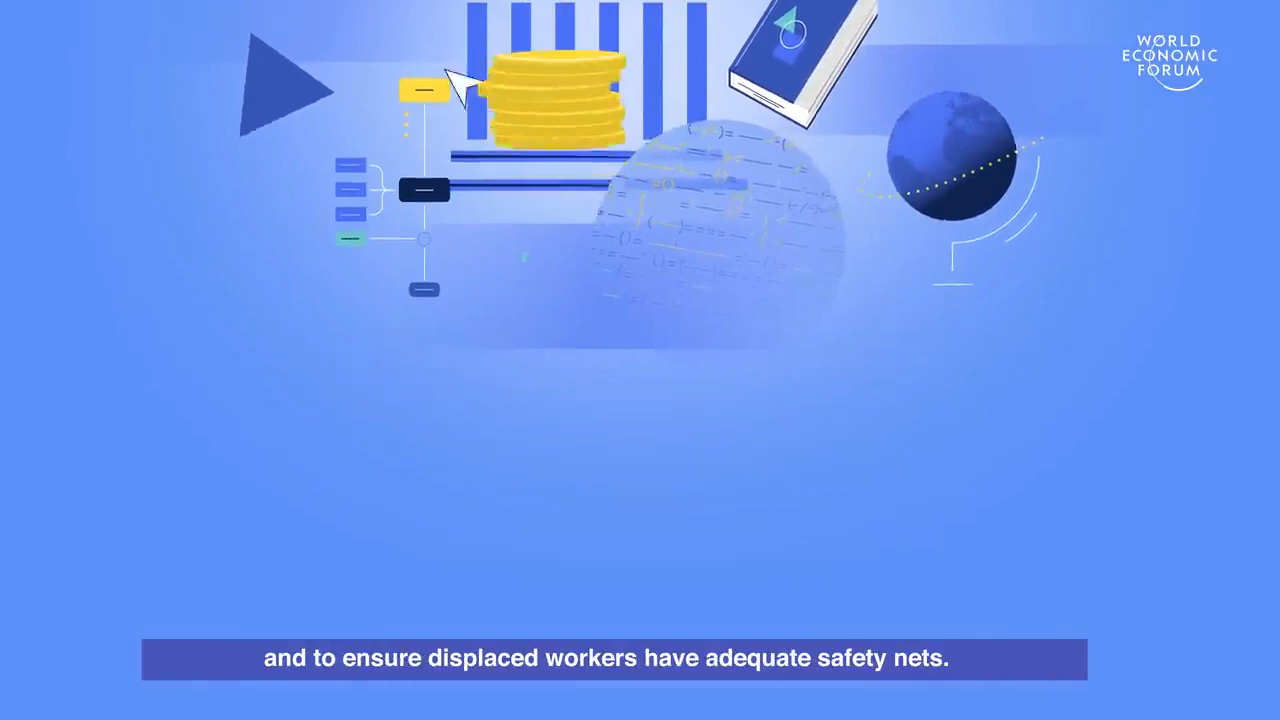 WORLD
ECONOMIC
FORUM
and to ensure displaced workers have adequate safety nets.